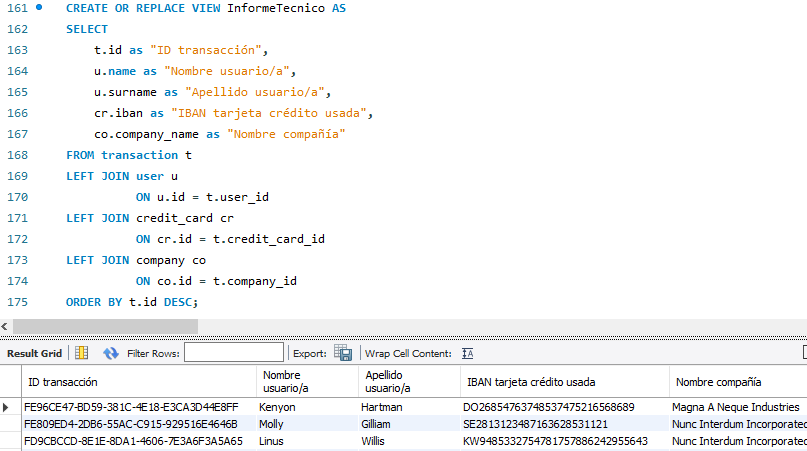 161 CREATE OR REPLACE VIEW InformeTecnico AS
162 SELECT
163 t.id as "ID transacción",
164 u.name as "Nombre usuario/a",
165 u.surname as "Apellido usuario/a",
166 cr.iban as "IBAN tarjeta crédito usada",
167 co.company_name as "Nombre compañía"
168 FROM transaction t
169 LEFT JOIN user u
170 ON u.id = t.user_id
171 LEFT JOIN credit_card cr
172 ON cr.id = t.credit_card_id
173 LEFT JOIN company co
174 ON co.id = t.company_id
175 ORDER BY t.id DESC;
Result Grid Filter Rows: Export: Wrap Cell Content: IA
ID transacción Nombre usuario/a Apellido usuario/a IBAN tarjeta crédito usada Nombre compañía
FE96CE47-BD59-381C-4E18-E3CA3D44E8FF Kenyon Hartman DO26854763748537475216568689 Magna A Neque Industries
FE809ED4-2DB6-55AC-C915-929516E4646B Molly Gilliam SE2813123487163628531121 Nunc Interdum Incorporated
FD9CBCCD-8E1E-8DA1-4606-7E3A6F3A5A65 Linus Willis KW9485332754781757886242955643 Nunc Interdum Incorporated